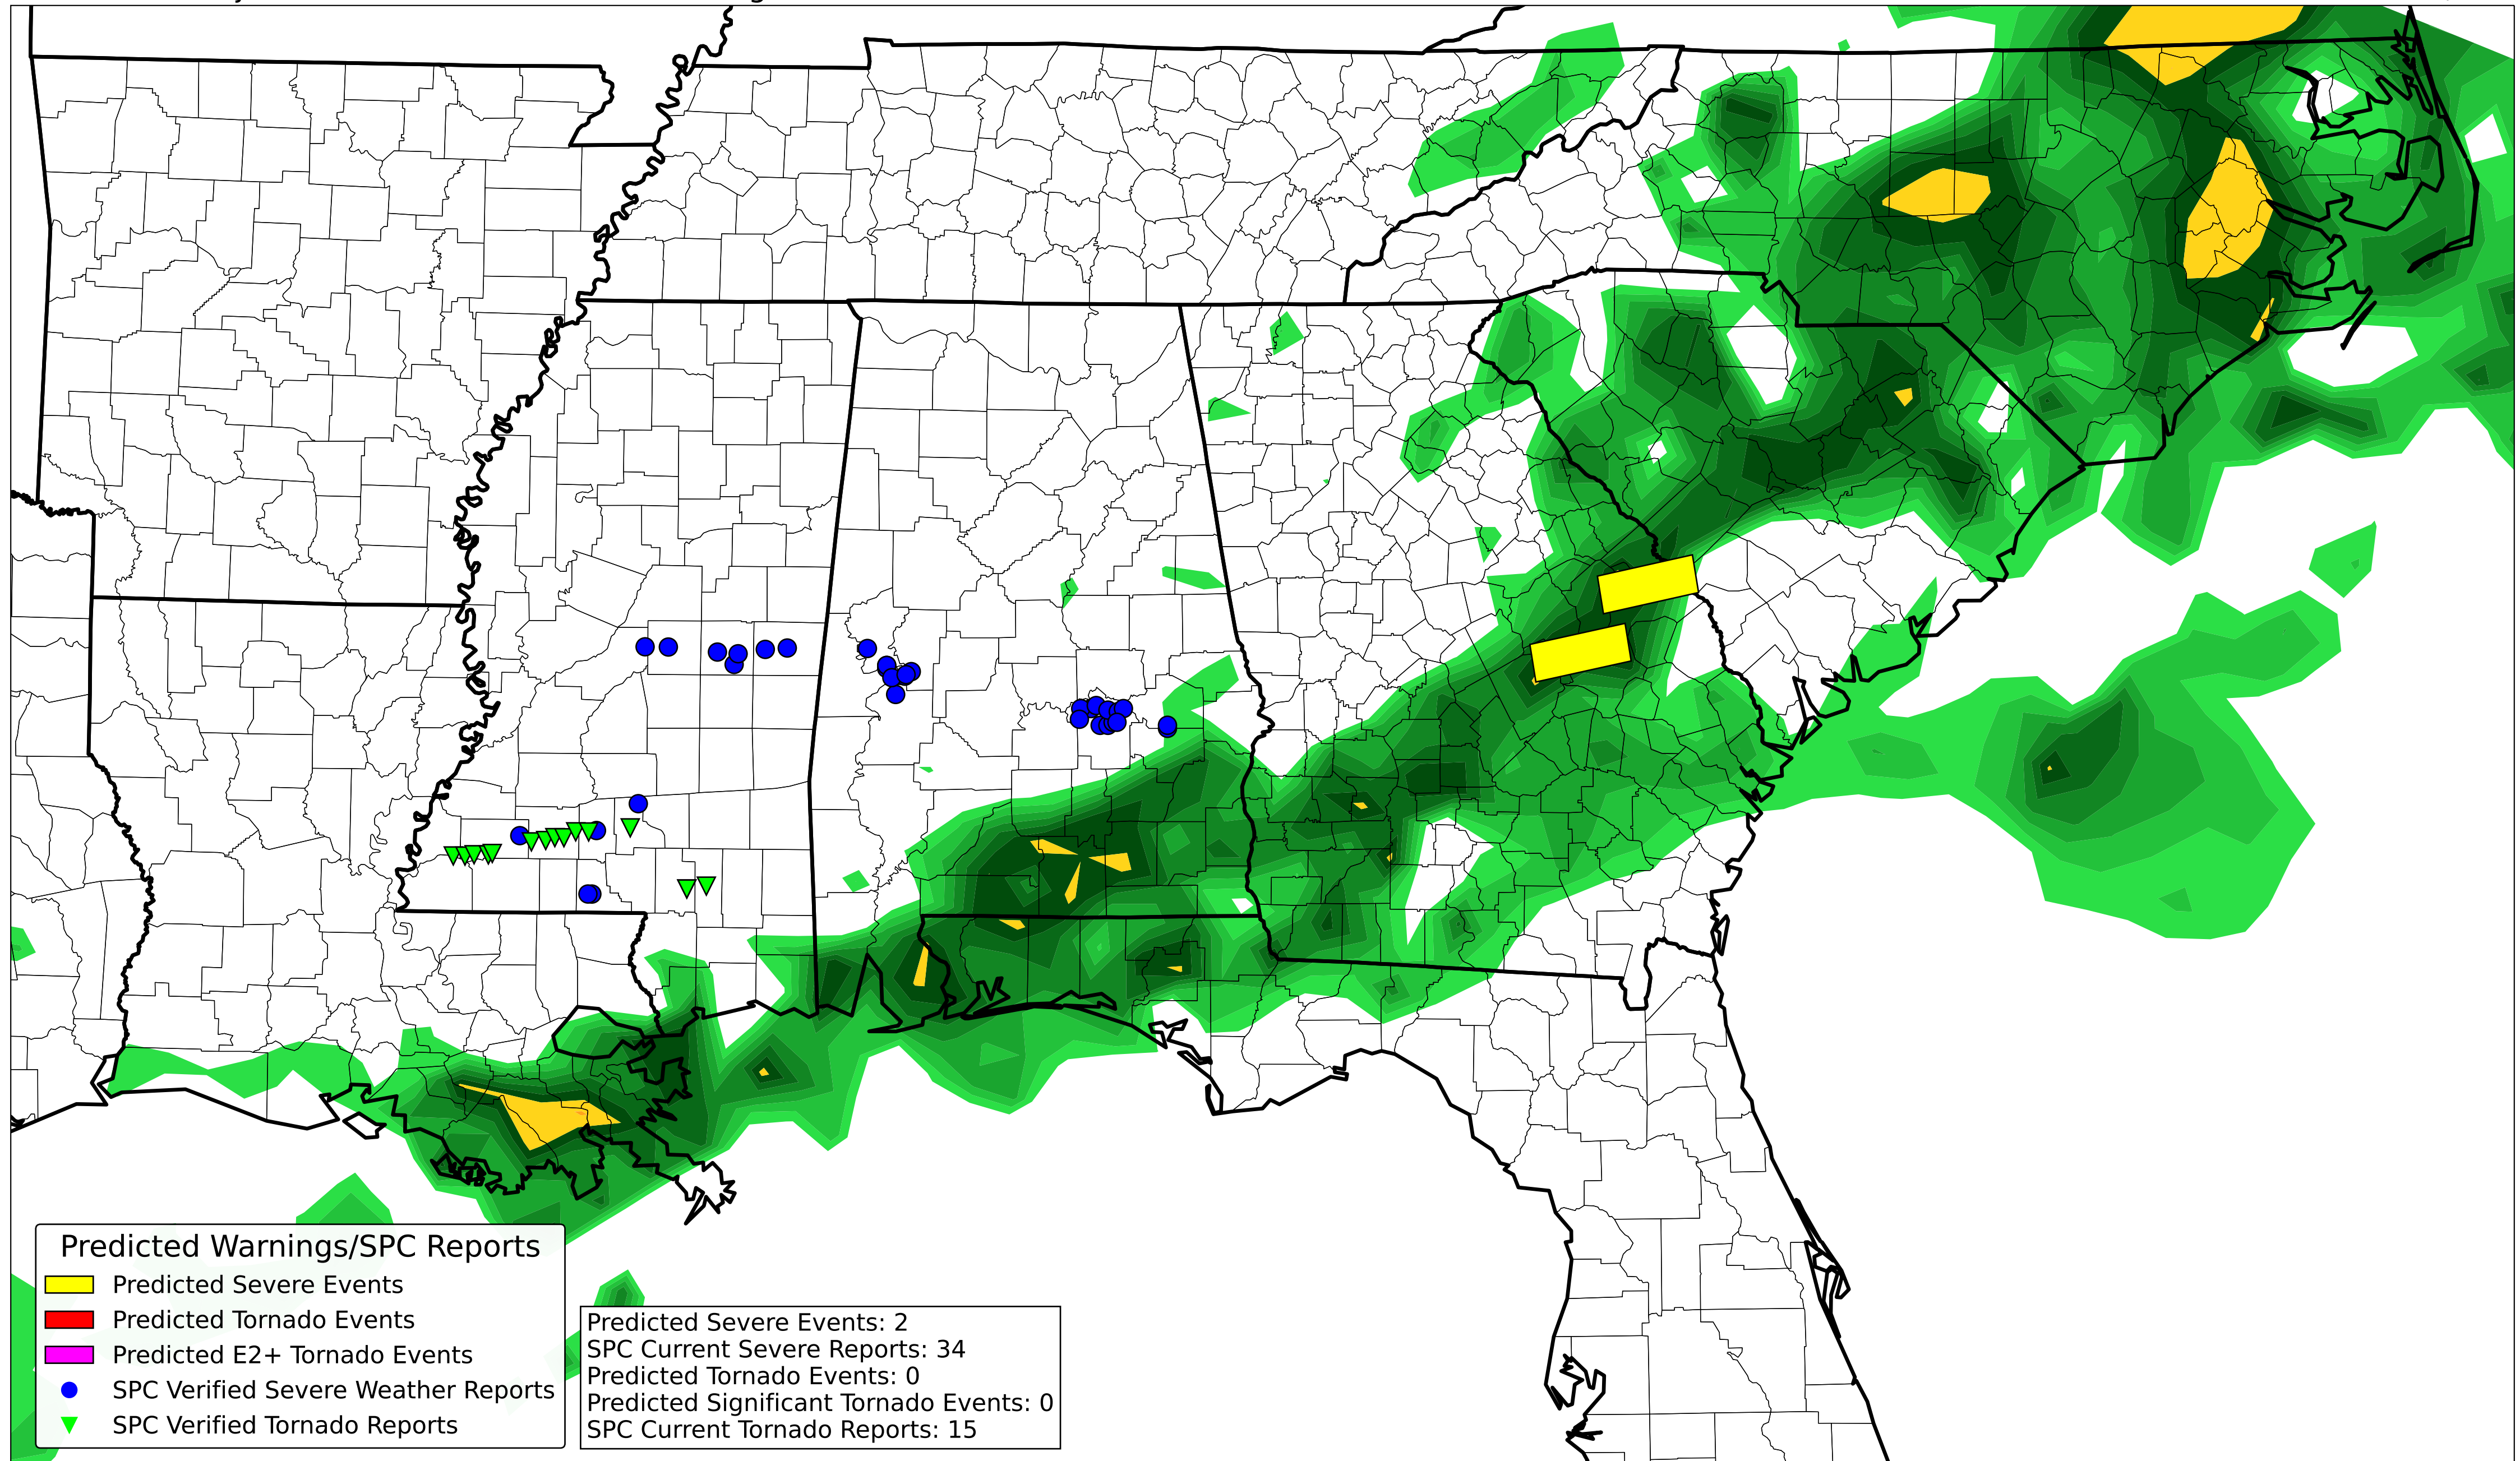 Predicted Warnings/SPC Reports
Predicted Severe Events
Predicted Tornado Events
Predicted E2+ Tornado Events
SPC Verified Severe Weather Reports
SPC Verified Tornado Reports
Predicted Severe Events: 2
SPC Current Severe Reports: 34
Predicted Tornado Events: 0
Predicted Significant Tornado Events: 0
SPC Current Tornado Reports: 15